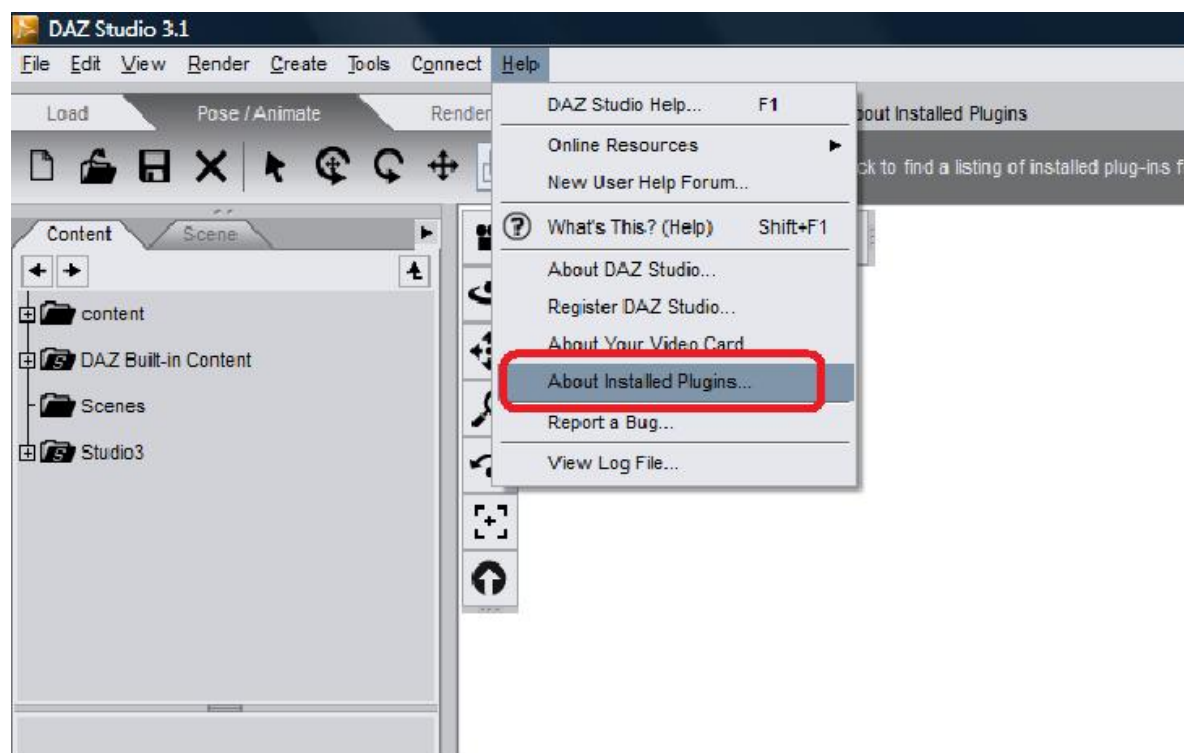 DAZ Studio 3.1
File Edit View Render Create Tools Connect Help
Load Pose / Animate Render
DAZ Studio Help... F1
Online Resources
New User Help Forum...
What's This? (Help) Shift+F1
About DAZ Studio...
Register DAZ Studio...
About Your Video Card
About Installed Plugins...
Report a Bug...
View Log File...
bout Installed Plugins
ck to find a listing of installed plug-ins f
Content Scene
content
DAZ Built-in Content
Scenes
Studio3